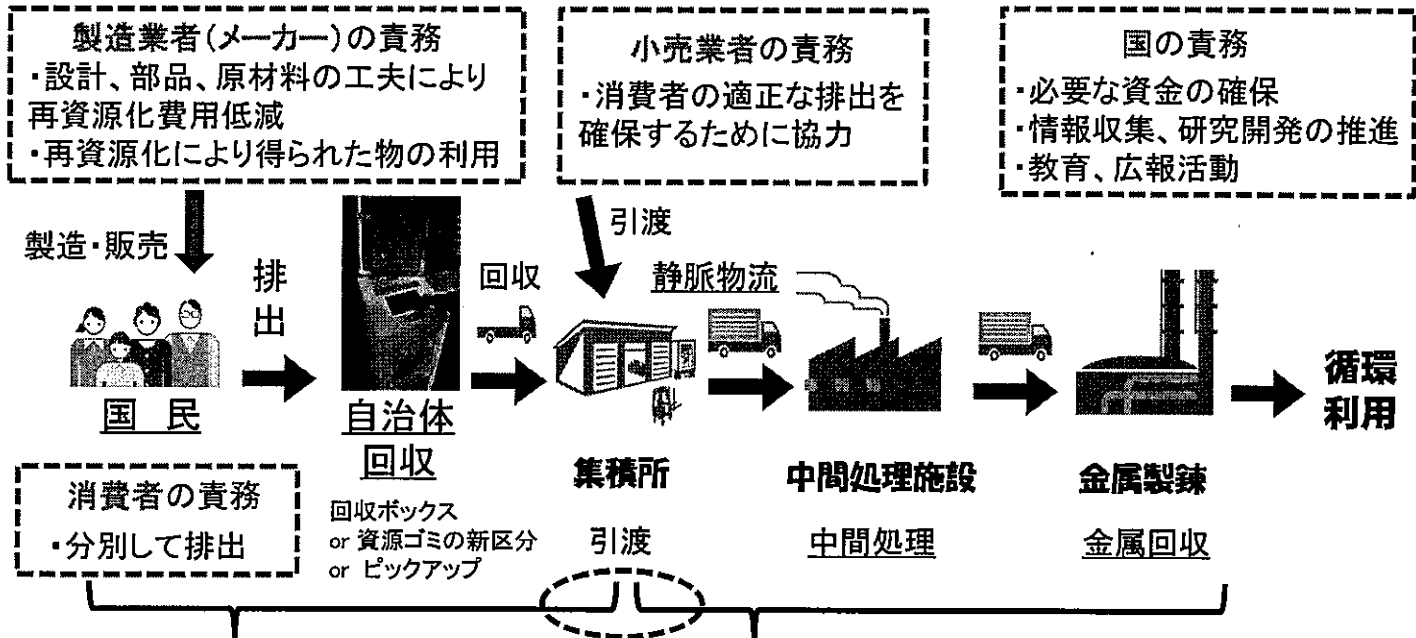 製造業者(メーカー)の責務
・設計、部品、原材料の工夫により
再資源化費用低減
・再資源化により得られた物の利用
小売業者の責務
・消費者の適正な排出を
確保するために協力
国の責務
・必要な資金の確保
・情報収集、研究開発の推進
・教育、広報活動
製造・販売
排出
回収
引渡
静脈物流
国 民
自治体
回収
集積所
中間処理施設
金属製錬
循環
利用
消費者の責務
・分別して排出
回収ボックス
or 資源ゴミの新区分
or ピックアップ
引渡
中間処理
金属回収